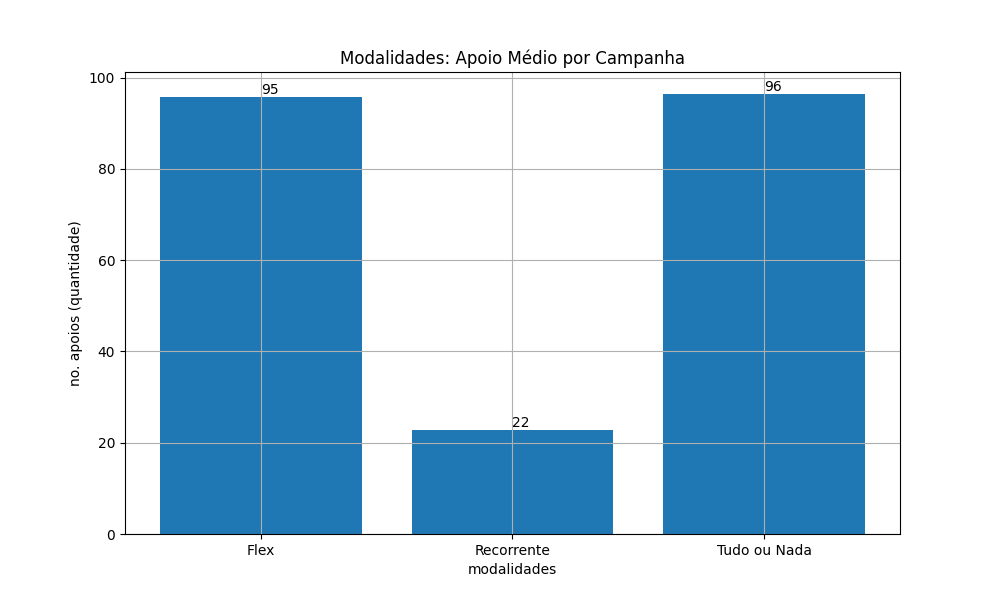 Modalidades: Apoio Médio por Campanha
100
80
60
40
20
0
no. apoios (quantidade)
95
22
96
Flex
Recorrente
Tudo ou Nada
modalidades